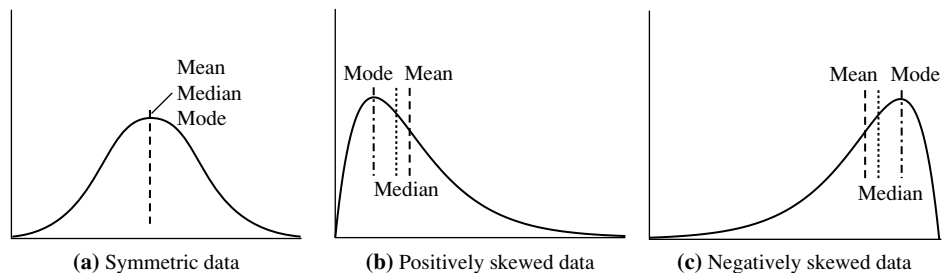 Mean
Median
Mode
(a) Symmetric data
Mode
Mean
Median
(b) Positively skewed data
Mean
Mode
Median
(c) Negatively skewed data